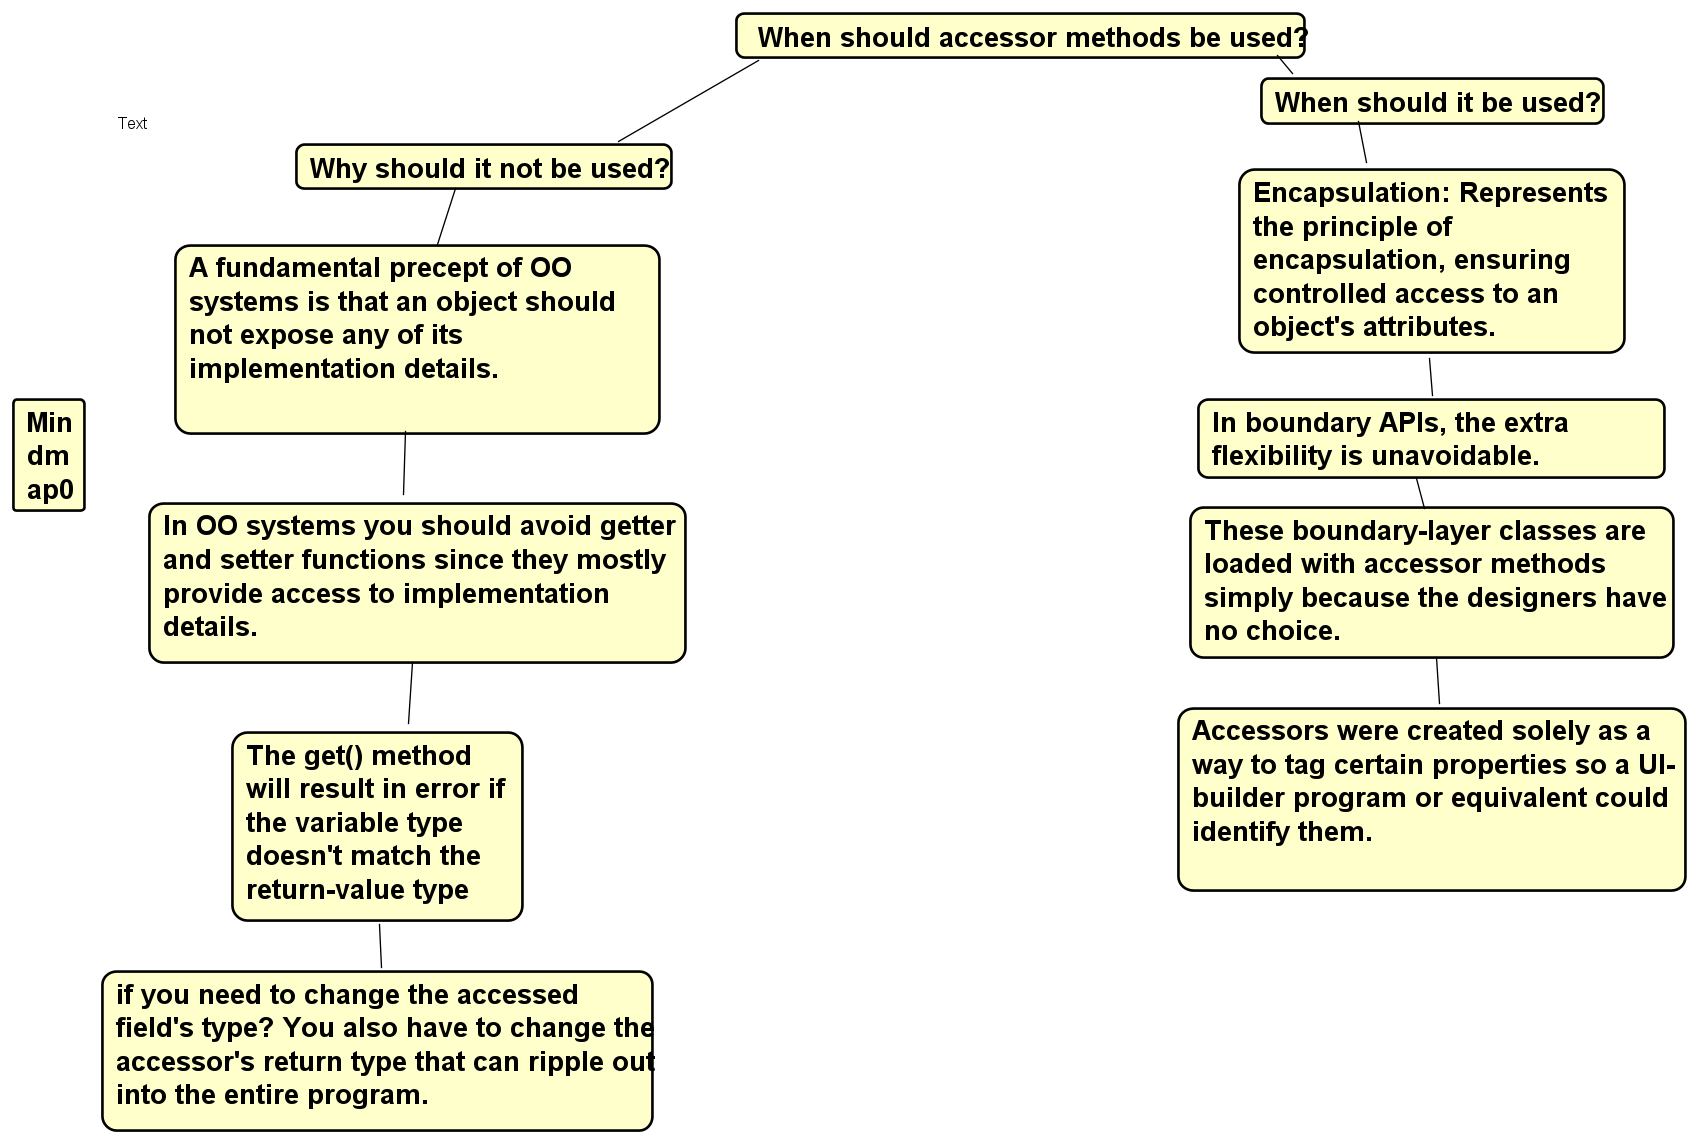 When should accessor methods be used?
When should it be used?
Text
Why should it not be used?
A fundamental precept of OO
systems is that an object should
not expose any of its
implementation details.
In OO systems you should avoid getter
and setter functions since they mostly
provide access to implementation
details.
The get() method
will result in error if
the variable type
doesn't match the
return-value type
if you need to change the accessed
field's type? You also have to change the
accessor's return type that can ripple out
into the entire program.
Min
dm
ap0
Encapsulation: Represents
the principle of
encapsulation, ensuring
controlled access to an
object's attributes.
In boundary APIs, the extra
flexibility is unavoidable.
These boundary-layer classes are
loaded with accessor methods
simply because the designers have
no choice.
Accessors were created solely as a
way to tag certain properties so a UI-
builder program or equivalent could
identify them.